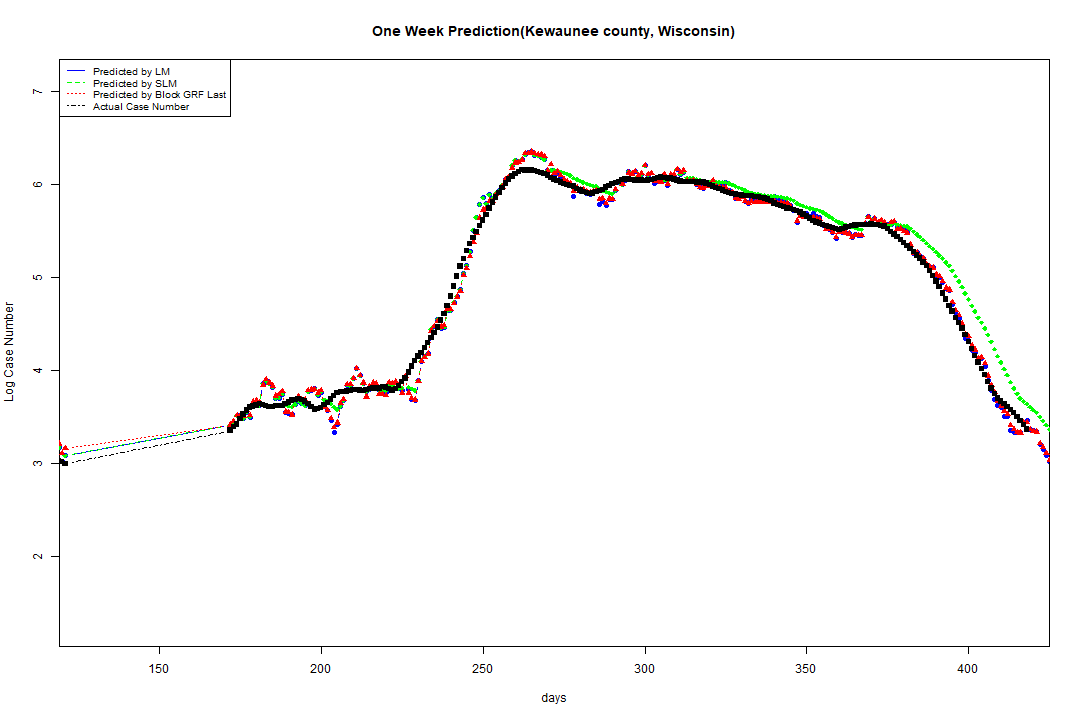 One Week Prediction(Kewaunee county, Wisconsin)
Predicted by LM
Predicted by SLM
Predicted by Block GRF Last
Actual Case Number
7
6
5
4
3
2
Log Case Number
150 200 250 300 350 400
days